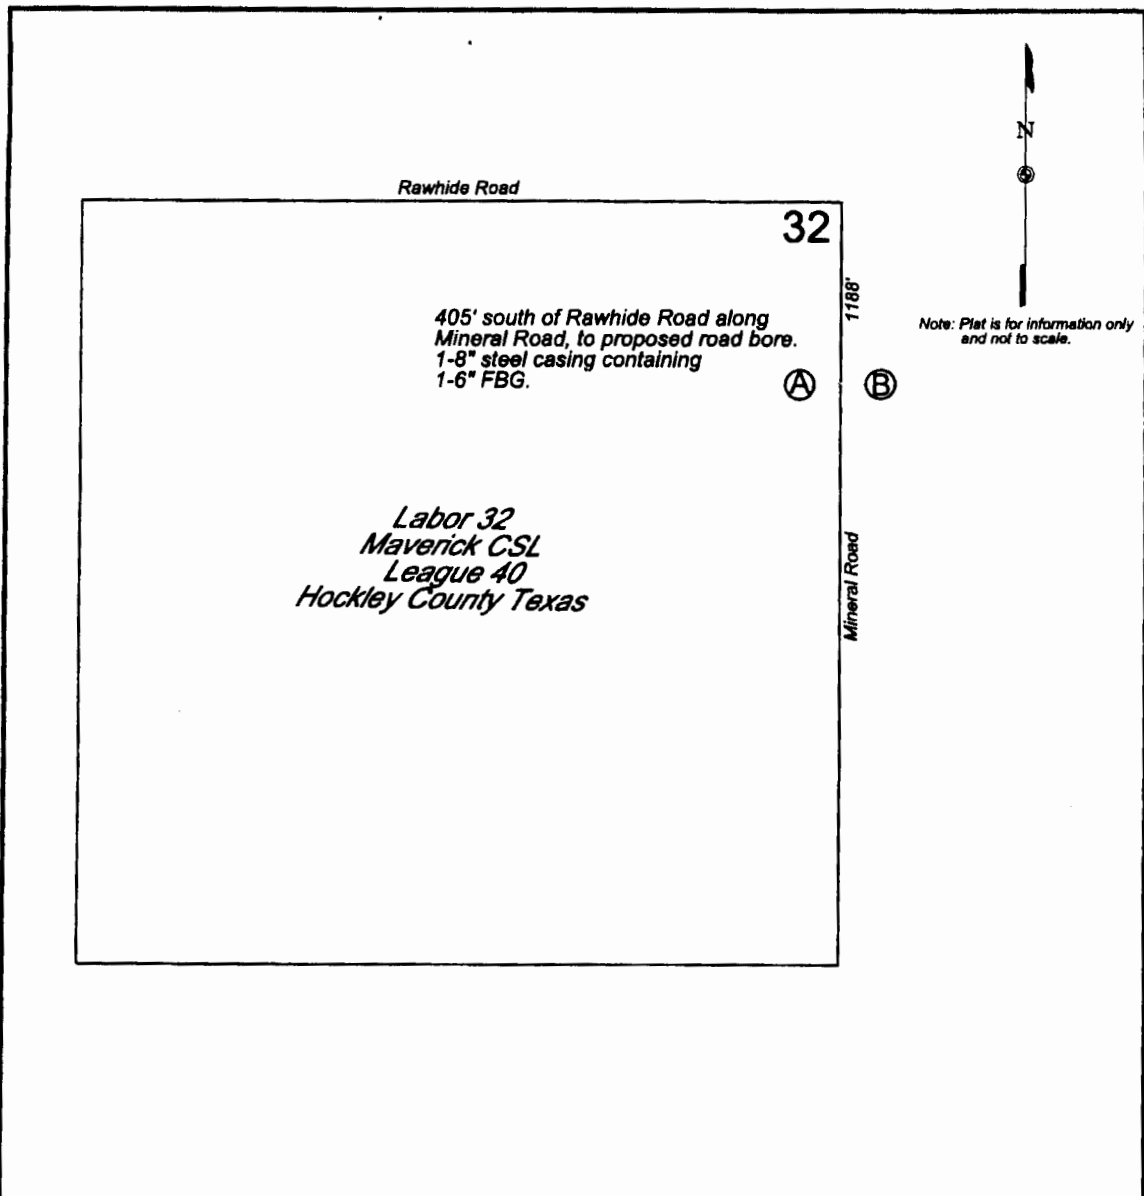 N
Rawhide Road
32
1188'
Note: Plat is for information only
and not to scale.
405' south of Rawhide Road along
Mineral Road, to proposed road bore.
1-8" steel casing containing
1-6" FBG.
A
B
Labor 32
Maverick CSL
League 40
Hockley County Texas
Mineral Road